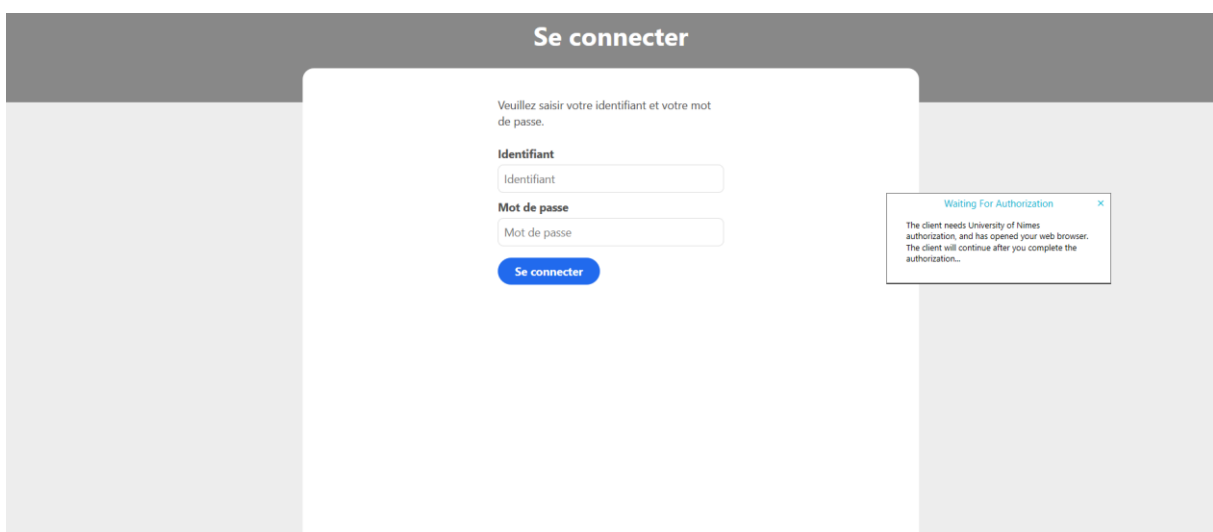 Se connecter
Veuillez saisir votre identifiant et votre mot
de passe.
Identifiant
Identifiant
Mot de passe
Mot de passe
Se connecter
Waiting For Authorization ×
The client needs University of Nimes
authorization, and has opened your web browser.
The client will continue after you complete the
authorization...